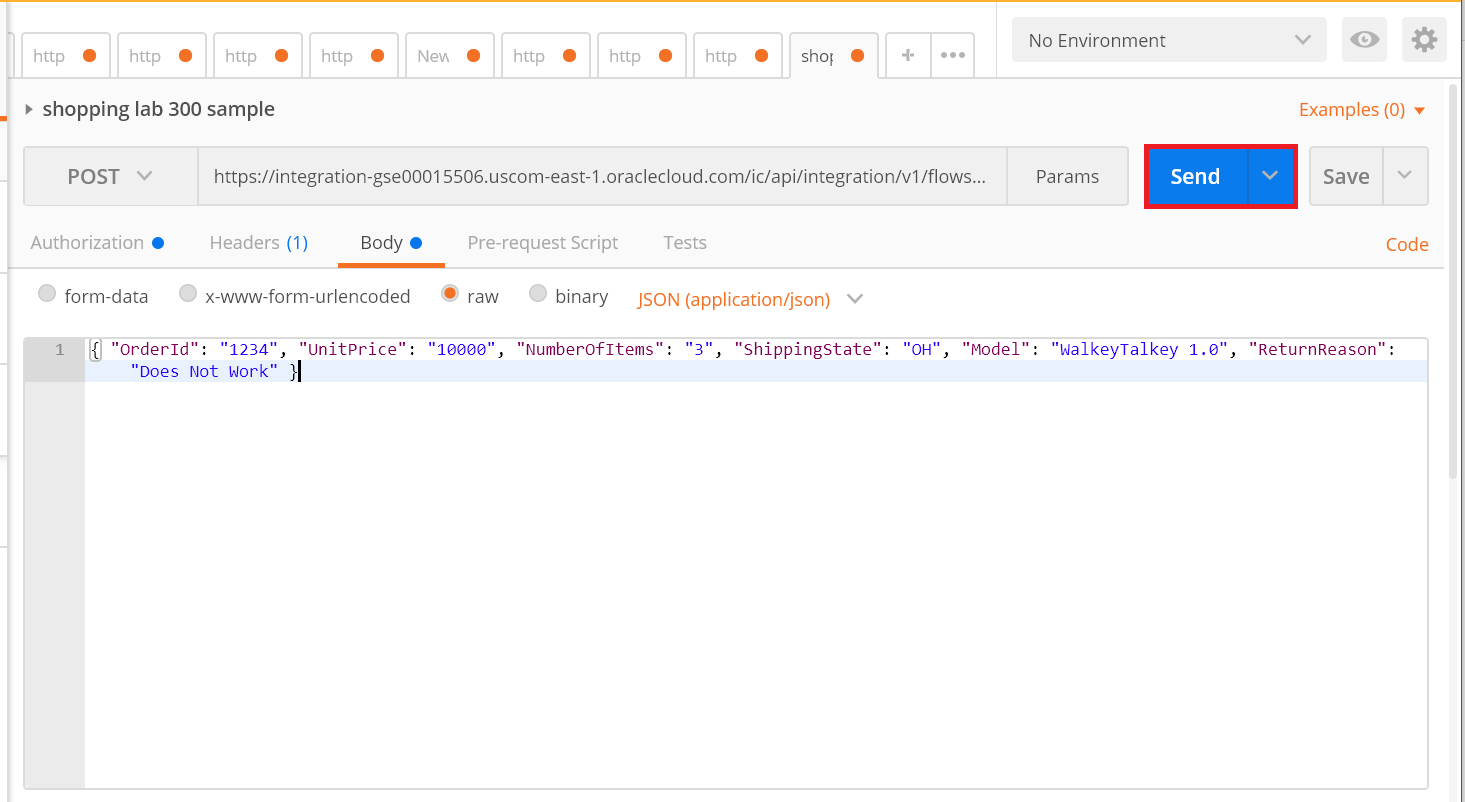 http http http http New http http http shop + ••• No Environment
shopping lab 300 sample Examples (0)
POST https://integration-gse00015506.uscom-east-1.oraclecloud.com/ic/api/integration/v1/flows... Params Send Save
Authorization Headers (1) Body Pre-request Script Tests Code
form-data x-www-form-urlencoded raw binary JSON (application/json)
1 { "OrderId": "1234", "UnitPrice": "10000", "NumberOfItems": "3", "ShippingState": "OH", "Model": "WalkeyTalkey 1.0", "ReturnReason":
"Does Not Work" }